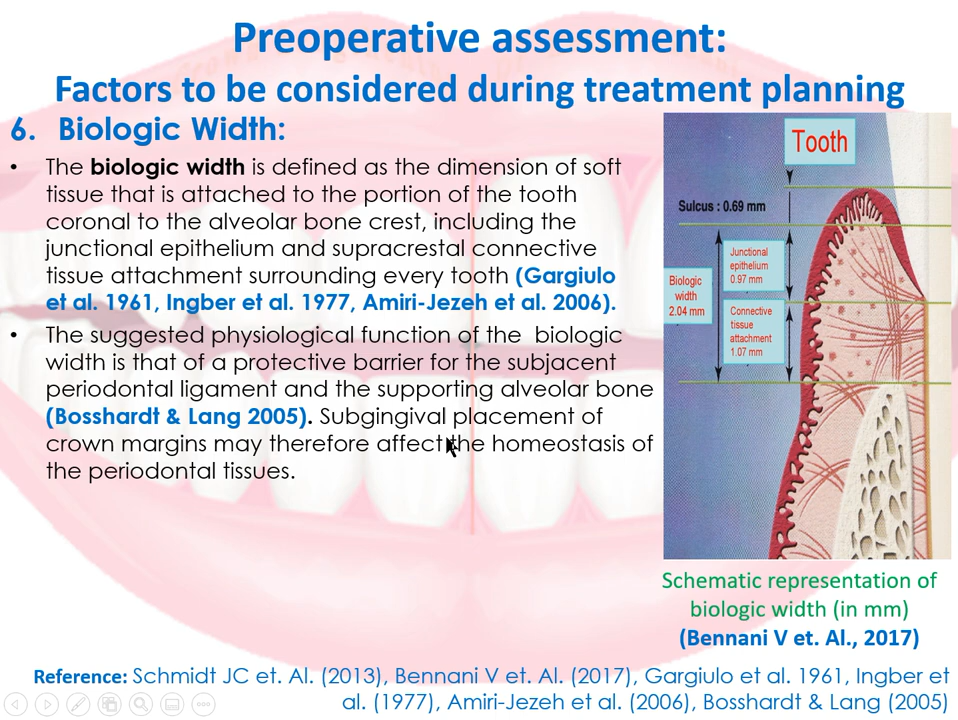 Preoperative assessment:
Factors to be considered during treatment planning
6. Biologic Width:
• The biologic width is defined as the dimension of soft
tissue that is attached to the portion of the tooth
coronal to the alveolar bone crest, including the
junctional epithelium and supracrestal connective
tissue attachment surrounding every tooth (Gargiulo
et al. 1961, Ingber et al. 1977, Amiri-Jezeh et al. 2006).
• The suggested physiological function of the biologic
width is that of a protective barrier for the subjacent
periodontal ligament and the supporting alveolar bone
(Bosshardt & Lang 2005). Subgingival placement of
crown margins may therefore affect the homeostasis of
the periodontal tissues.
Tooth
Sulcus : 0.69 mm
Junctional
epithelium
0.97 mm
Biologic
width
2.04 mm
Connective
tissue
attachment
1.07 mm
Schematic representation of
biologic width (in mm)
(Bennani V et. Al., 2017)
Reference: Schmidt JC et. Al. (2013), Bennani V et. Al. (2017), Gargiulo et al. 1961, Ingber et
al. (1977), Amiri-Jezeh et al. (2006), Bosshardt & Lang (2005)